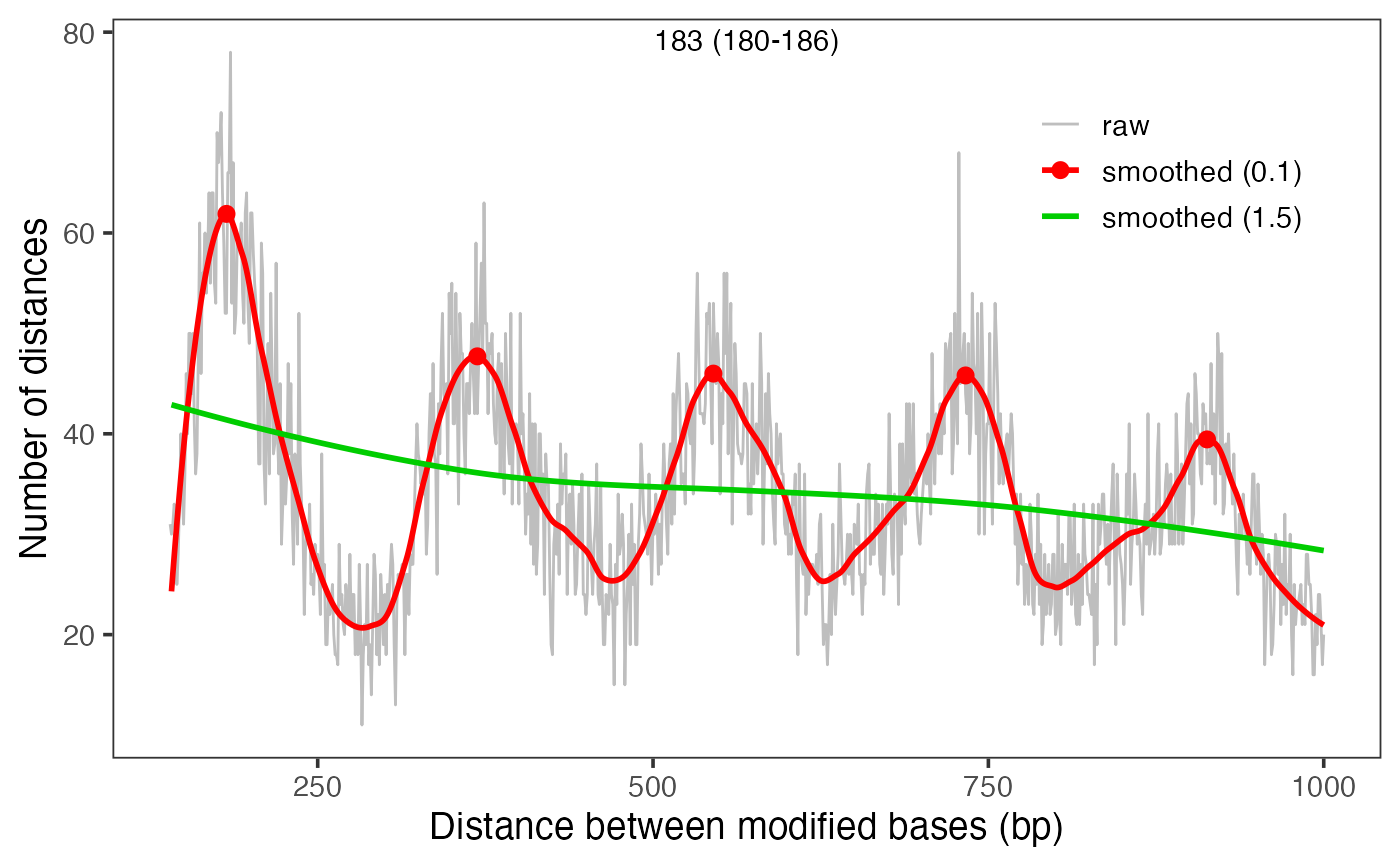 183 (180-186)
raw
smoothed (0.1)
smoothed (1.5)
Number of distances
80
60
40
20
250
500
750
1000
Distance between modified bases (bp)